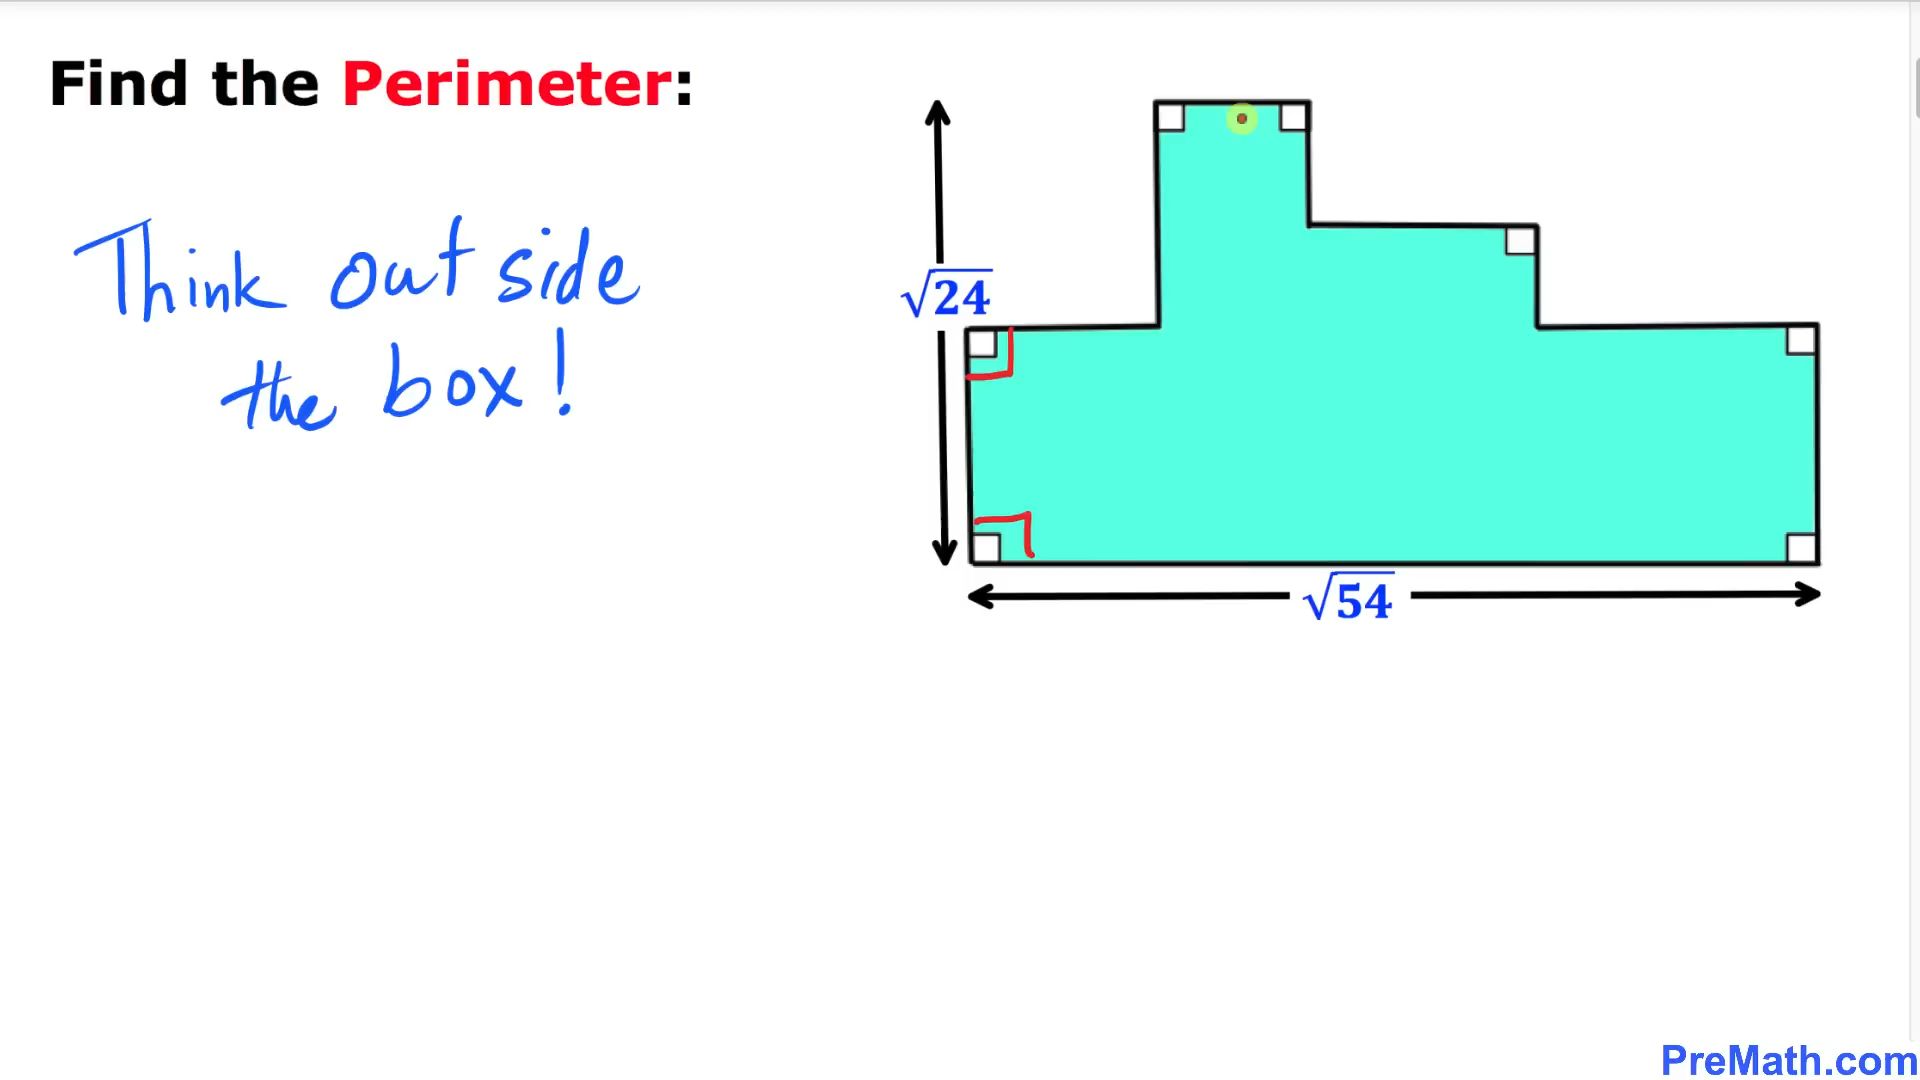 Find the Perimeter:
Think out side
the box!
√24
√54
PreMath.com